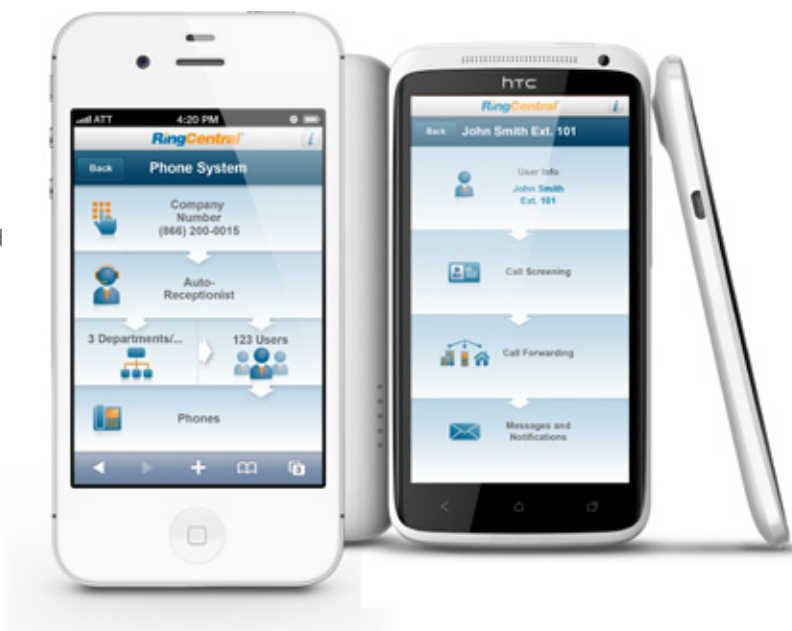 ATT 4:20 PM
RingCentral
Back Phone System
Company
Number
(866) 200-0015
Auto-
Receptionist
3 Departments/...
123 Users
Phones
3
hTC
RingCentral
Back John Smith Ext. 101
User Info
John Smith
Ext. 101
Call Screening
Call Forwarding
Messages and
Notifications